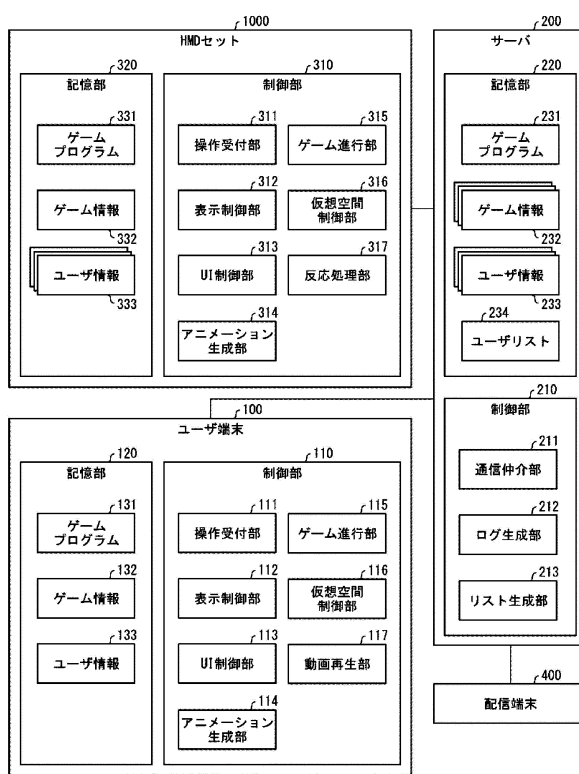 1000
HMDセット
320
記憶部
331
ゲーム
プログラム
ゲーム情報
332
ユーザ情報
333
310
制御部
311
操作受付部
315
ゲーム進行部
312
表示制御部
316
仮想空間
制御部
313
UI制御部
317
反応処理部
314
アニメーション
生成部
200
サーバ
220
記憶部
231
ゲーム
プログラム
ゲーム情報
232
ユーザ情報
233
234
ユーザリスト
210
制御部
211
通信仲介部
212
ログ生成部
213
リスト生成部
100
ユーザ端末
120
記憶部
131
ゲーム
プログラム
132
ゲーム情報
133
ユーザ情報
110
制御部
111
操作受付部
115
ゲーム進行部
112
表示制御部
116
仮想空間
制御部
113
UI制御部
117
動画再生部
114
アニメーション
生成部
400
配信端末